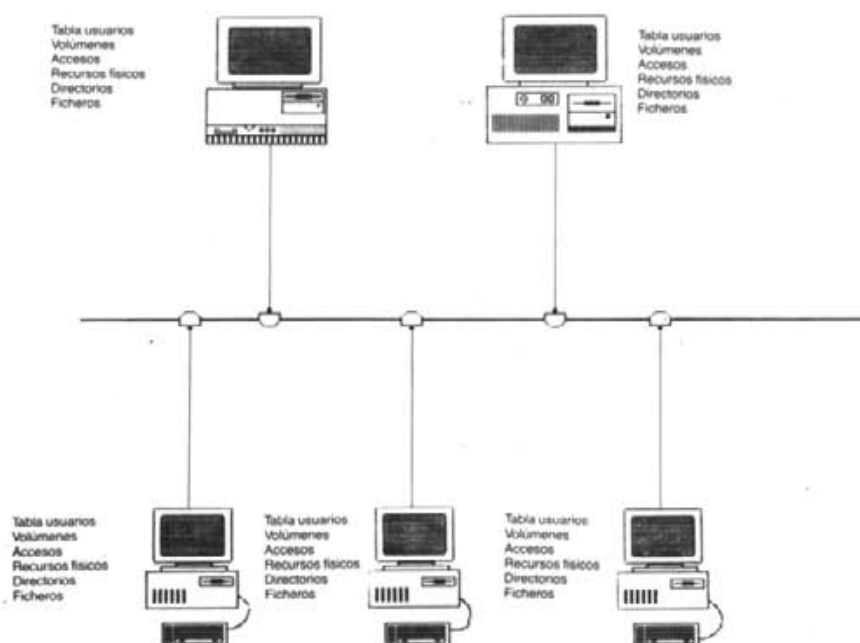 Tabla usuarios
Volúmenes
Accesos
Recursos físicos
Directorios
Ficheros
Tabla usuarios
Volúmenes
Accesos
Recursos físicos
Directorios
Ficheros
Tabla usuarios
Volúmenes
Accesos
Recursos físicos
Directorios
Ficheros
Tabla usuarios
Volúmenes
Accesos
Recursos físicos
Directorios
Ficheros
Tabla usuarios
Volúmenes
Accesos
Recursos físicos
Directorios
Ficheros